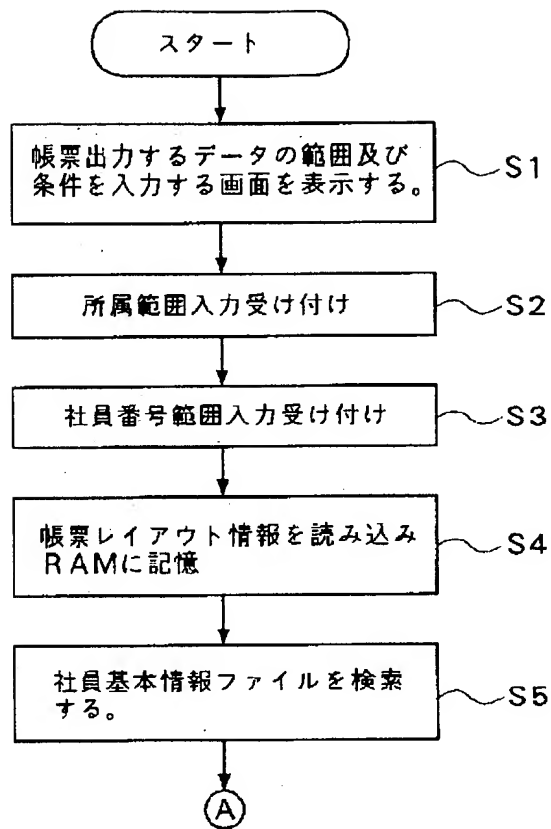 スタート
帳票出力するデータの範囲及び
条件を入力する画面を表示する。
S1
所属範囲入力受け付け
S2
社員番号範囲入力受け付け
S3
帳票レイアウト情報を読み込み
RAMに記憶
S4
社員基本情報ファイルを検索
する。
S5
A